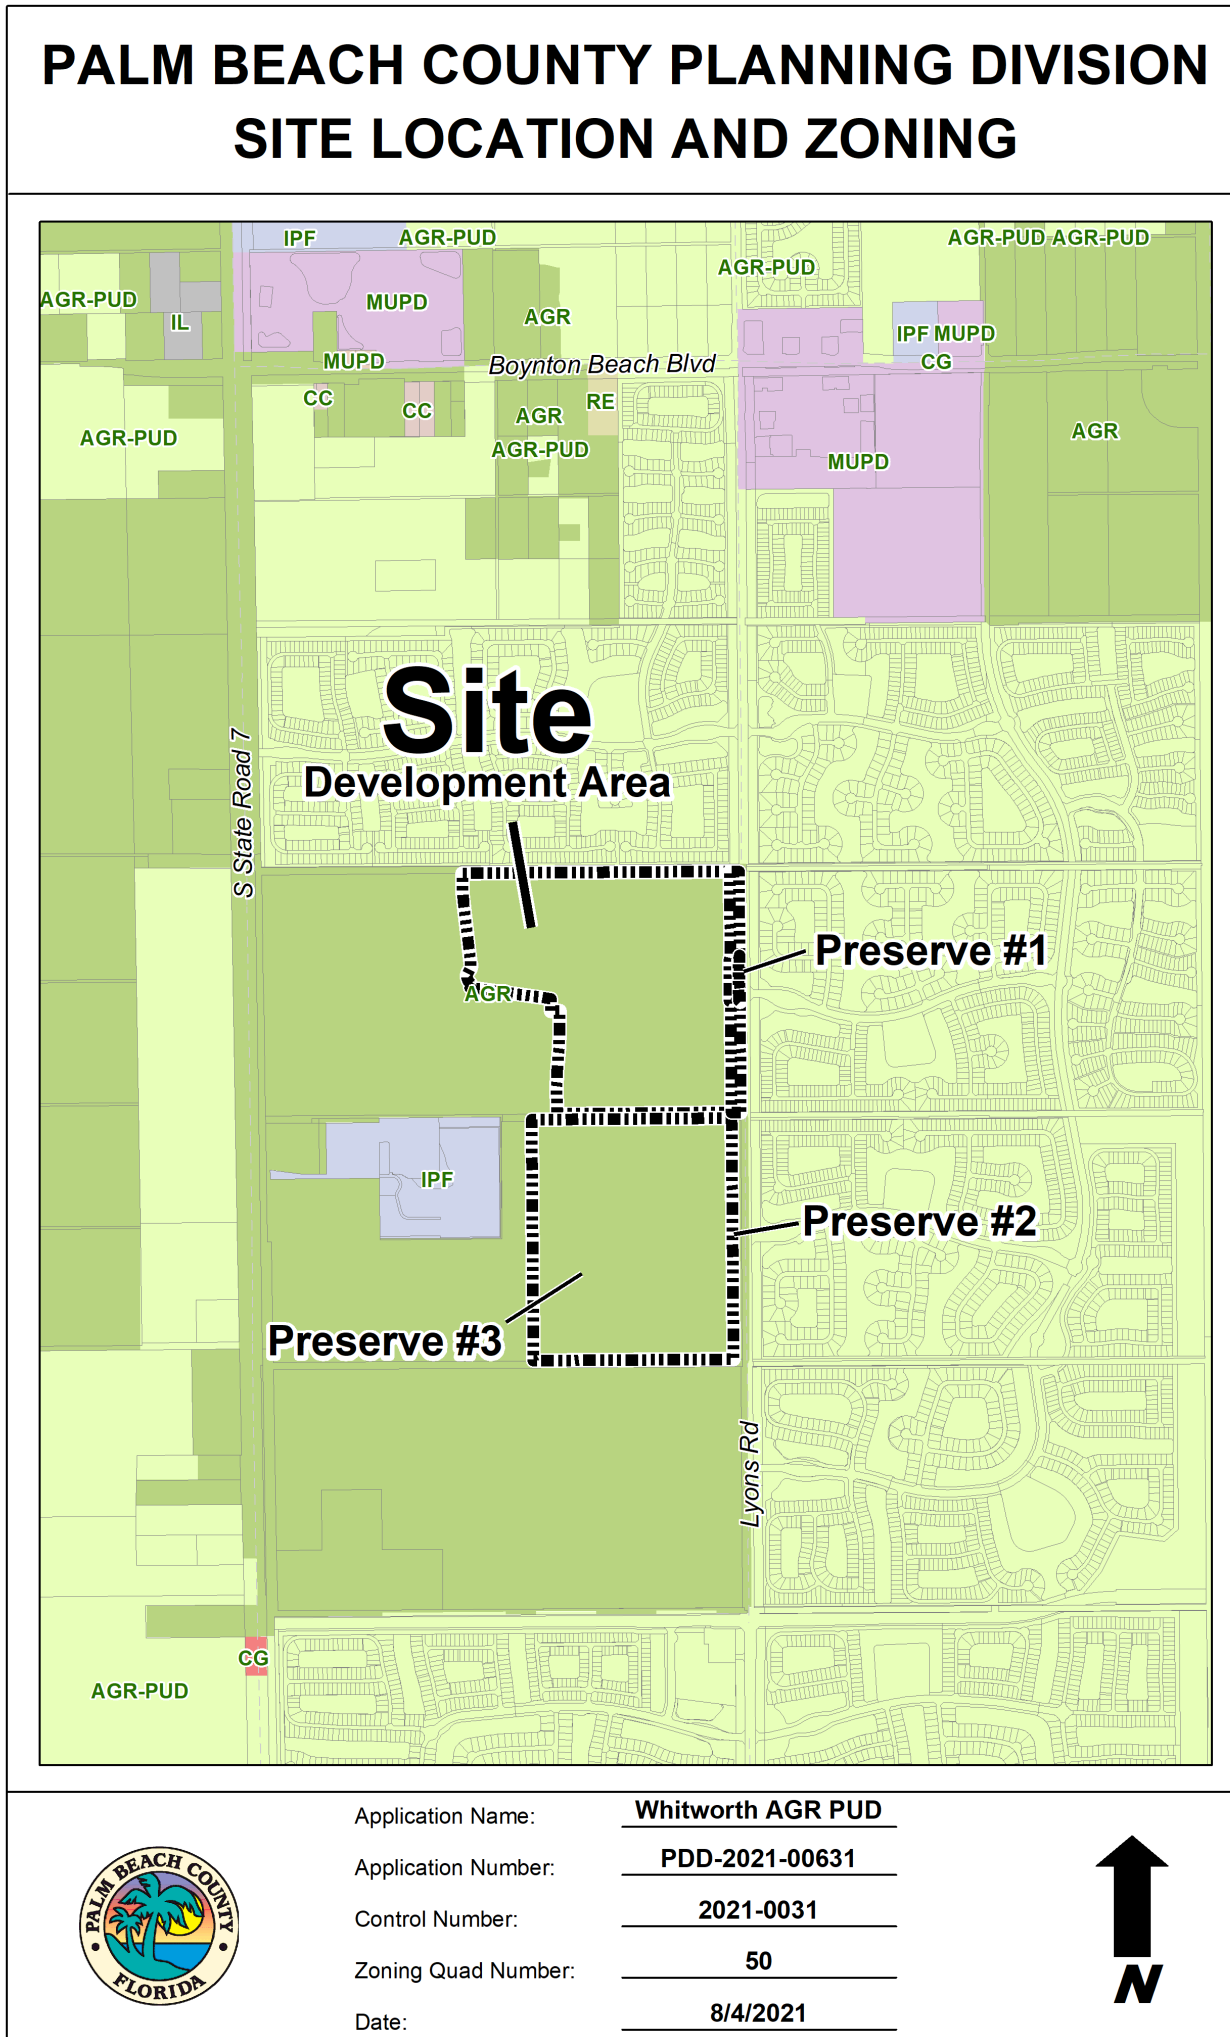 PALM BEACH COUNTY PLANNING DIVISION
SITE LOCATION AND ZONING
IPF
AGR-PUD
AGR-PUD AGR-PUD
AGR-PUD
AGR-PUD
MUPD
IL
AGR
IPF MUPD
MUPD
Boynton Beach Blvd
CG
CC
CC
AGR
RE
AGR-PUD
AGR-PUD
AGR
MUPD
Site
Development Area
S State Road 7
Preserve #1
AGR
IPF
Preserve #2
Preserve #3
Lyons Rd
CG
AGR-PUD
Application Name: Whitworth AGR PUD
Application Number: PDD-2021-00631
Control Number: 2021-0031
Zoning Quad Number: 50
Date: 8/4/2021
PALM BEACH COUNTY
FLORIDA
N